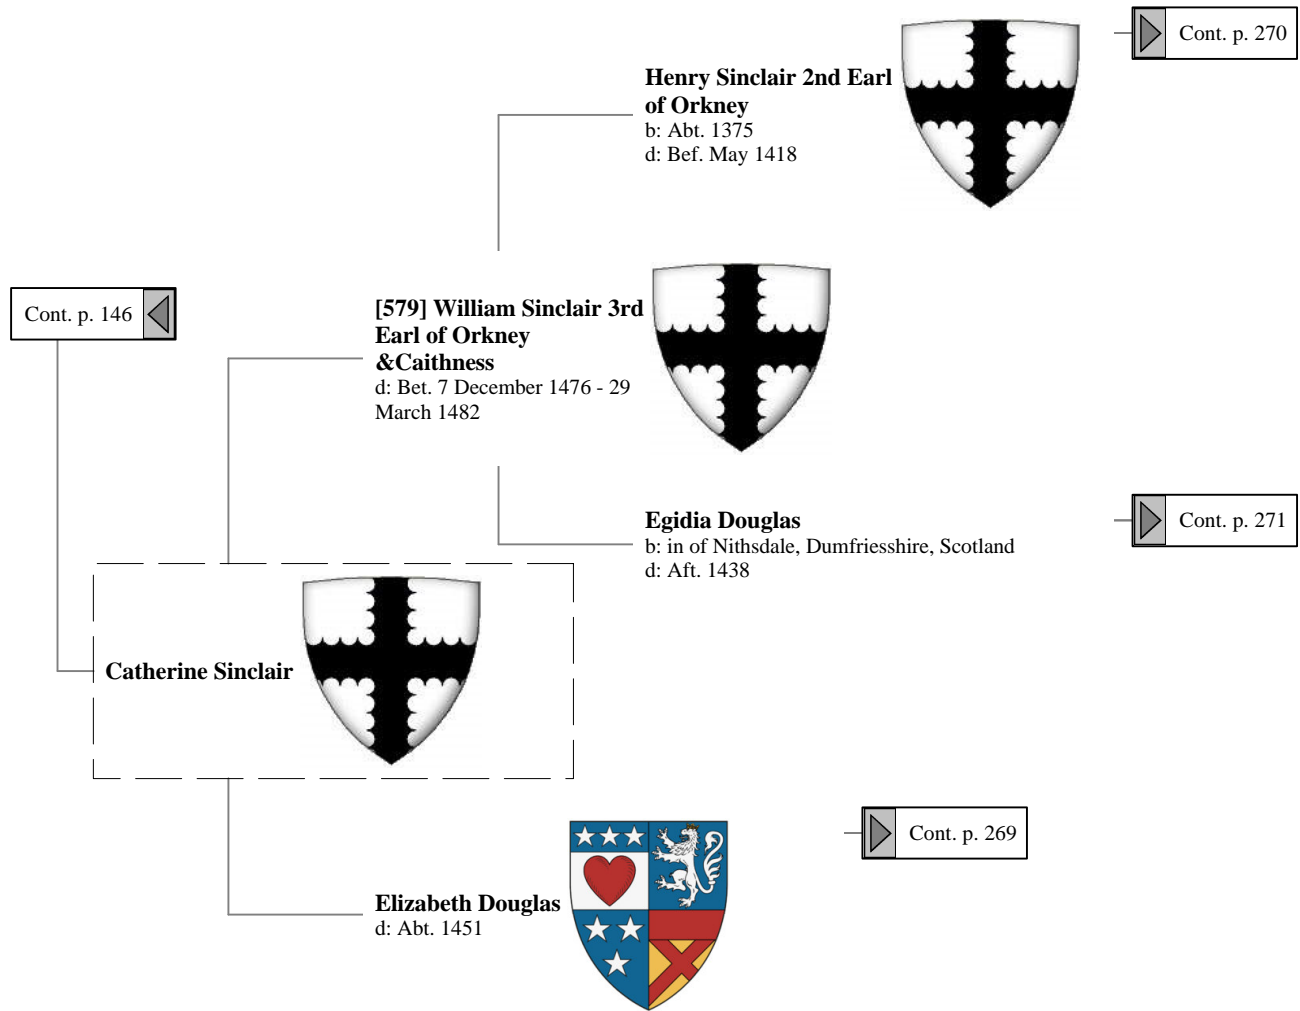 Cont. p. 270
Henry Sinclair 2nd Earl
of Orkney
b: Abt. 1375
d: Bef. May 1418
Cont. p. 146
[579] William Sinclair 3rd
Earl of Orkney
&Caithness
d: Bet. 7 December 1476 - 29
March 1482
Egidia Douglas
b: in of Nithsdale, Dumfriesshire, Scotland
d: Aft. 1438
Cont. p. 271
Catherine Sinclair
Cont. p. 269
Elizabeth Douglas
d: Abt. 1451